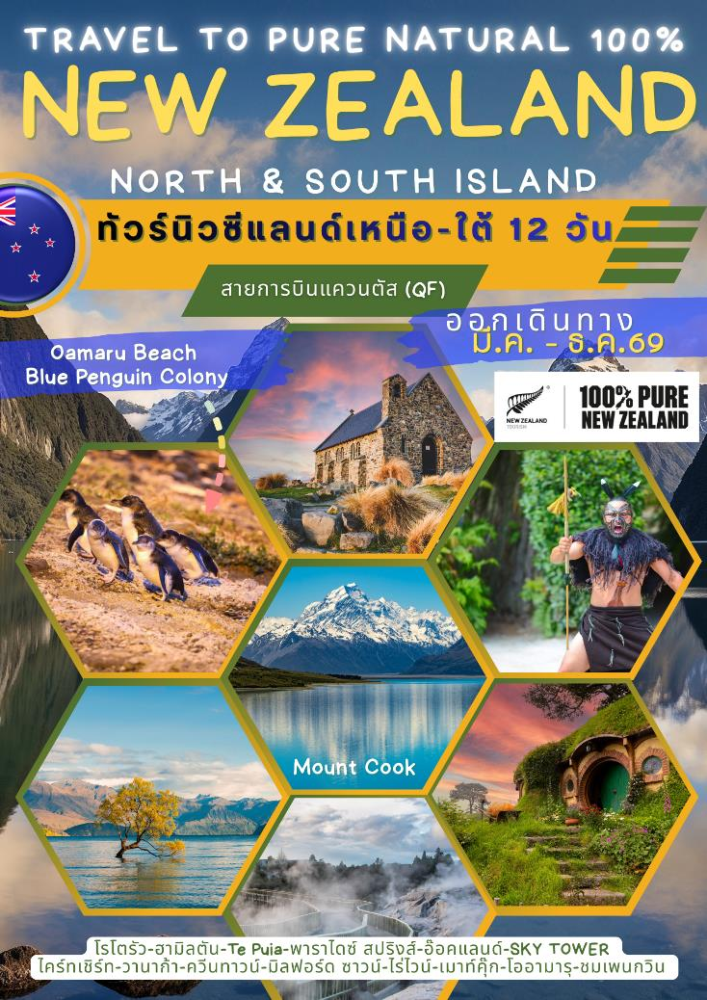 TRAVEL TO PURE NATURAL 100%
NEW ZEALAND
NORTH & SOUTH ISLAND
ทัวร์นิวซีแลนด์เหนือ-ใต้ 12 วัน
สายการบินแควนตัส (QF)
ออกเดินทาง
มี.ค. - ธ.ค.69
Oamaru Beach
Blue Penguin Colony
NEW ZEALAND
TOURISM
100% PURE
NEW ZEALAND
Mount Cook
โรโตรัว-ฮามิลตัน-Te Puia-พาราไดซ์ สปริงส์-อ๊อคแลนด์-SKY TOWER
ไคร้ทเชิร์ท-วานาก้า-ควีนทาวน์-มิลฟอร์ด ซาวน์-ไร่ไวน์-เมาท์คุ๊ก-โออามารุ-ชมเพนกวิน